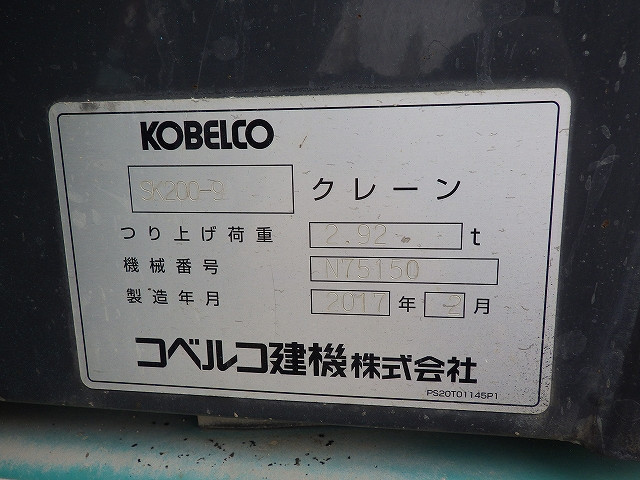 KOBELCO
SK200-9 クレーン
つり上げ荷重 2.92 t
機械番号 N75150
製造年月 2017 年 2 月
コベルコ建機株式会社
PS20T01145P1